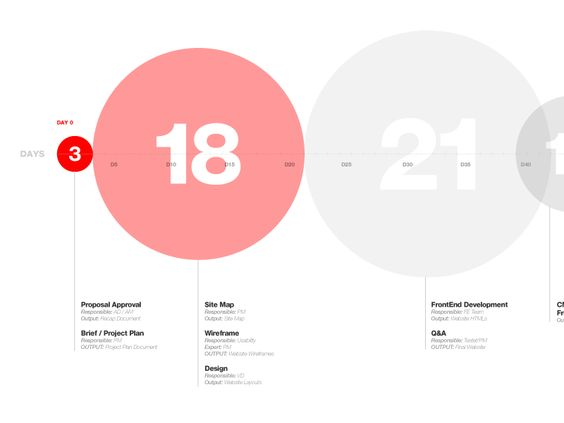 DAY 0
DAYS
3
18
21
1
D5
D10
D15
D20
D25
D30
D35
D40
Proposal Approval
Responsible: AD / AM
Output: Recap Document
Brief / Project Plan
Responsible: PM
OUTPUT: Project Plan Document
Site Map
Responsible: PM
Output: Site Map
Wireframe
Responsible: Usability
Expert: PM
OUTPUT: Website Wireframes
Design
Responsible: VD
Output: Website Layouts
FrontEnd Development
Responsible: FE Team
Output: Website HTMLs
Q&A
Responsible: Tester/PM
OUTPUT: Final Website